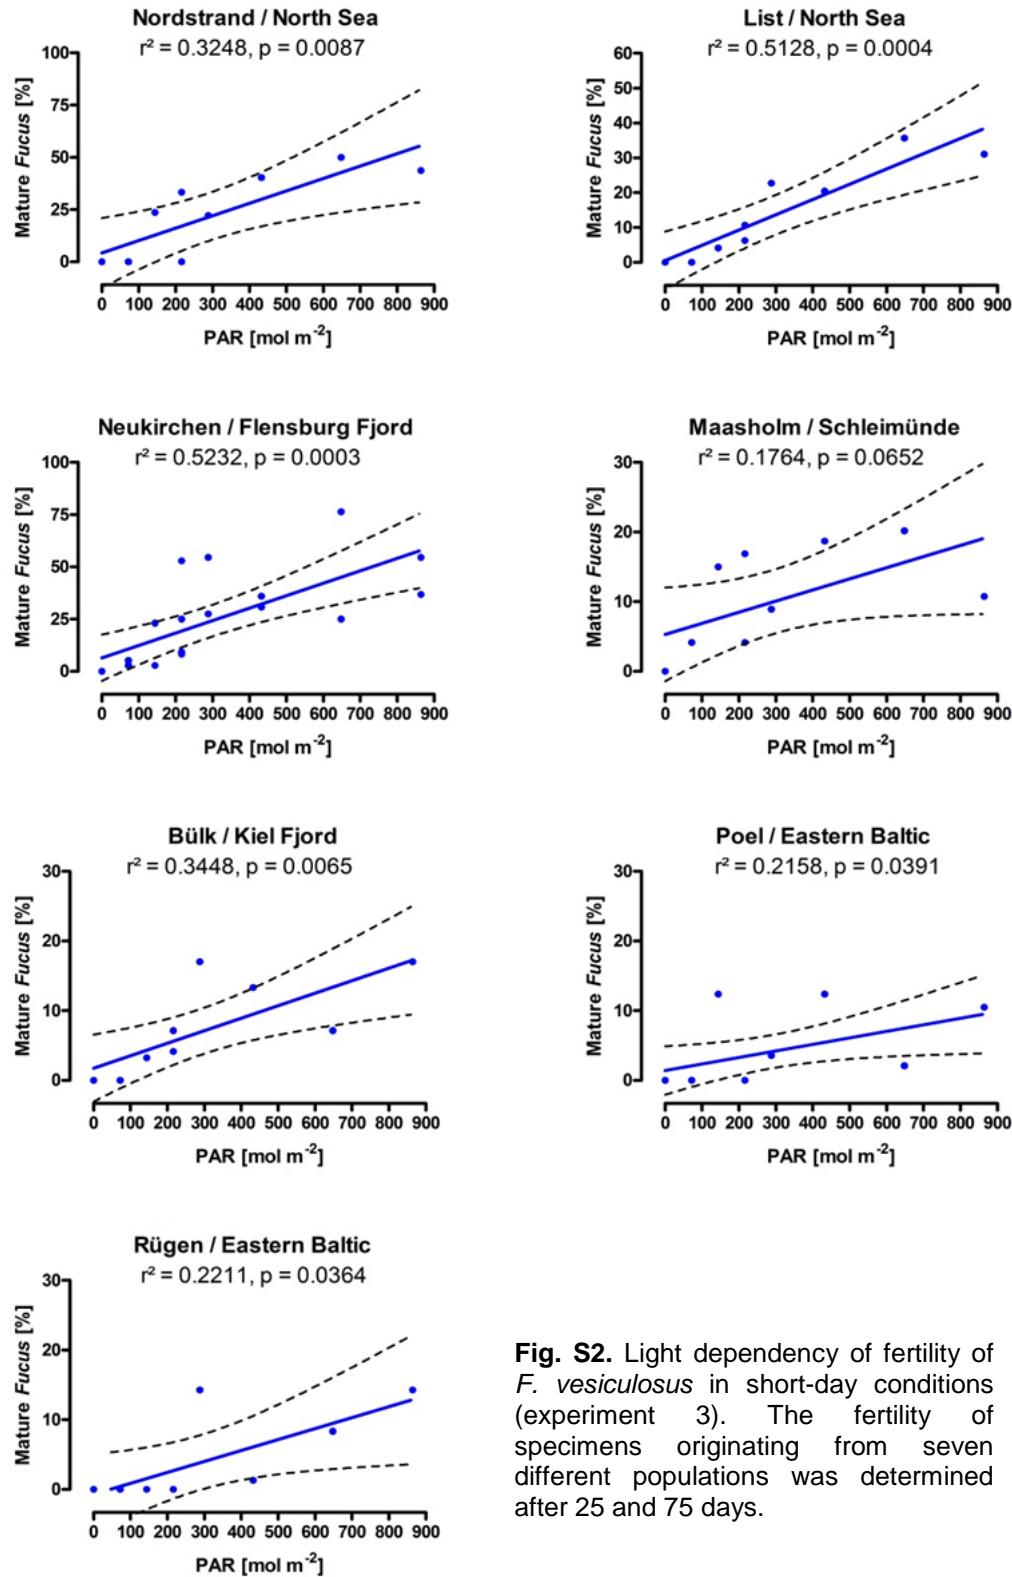 Nordstrand / North Sea
r² = 0.3248, p = 0.0087
Mature Fucus [%]
100
75
50
25
0
0 100 200 300 400 500 600 700 800 900
PAR [mol m-2]
List / North Sea
r² = 0.5128, p = 0.0004
Mature Fucus [%]
60
50
40
30
20
10
0
0 100 200 300 400 500 600 700 800 900
PAR [mol m-2]
Neukirchen / Flensburg Fjord
r² = 0.5232, p = 0.0003
Mature Fucus [%]
100
75
50
25
0
0 100 200 300 400 500 600 700 800 900
PAR [mol m-2]
Maasholm / Schleimünde
r² = 0.1764, p = 0.0652
Mature Fucus [%]
30
20
10
0
0 100 200 300 400 500 600 700 800 900
PAR [mol m-2]
Bülk / Kiel Fjord
r² = 0.3448, p = 0.0065
Mature Fucus [%]
30
20
10
0
0 100 200 300 400 500 600 700 800 900
PAR [mol m-2]
Poel / Eastern Baltic
r² = 0.2158, p = 0.0391
Mature Fucus [%]
30
20
10
0
0 100 200 300 400 500 600 700 800 900
PAR [mol m-2]
Rügen / Eastern Baltic
r² = 0.2211, p = 0.0364
Mature Fucus [%]
30
20
10
0
0 100 200 300 400 500 600 700 800 900
PAR [mol m-2]
Fig. S2. Light dependency of fertility of
F. vesiculosus in short-day conditions
(experiment 3). The fertility of
specimens originating from seven
different populations was determined
after 25 and 75 days.